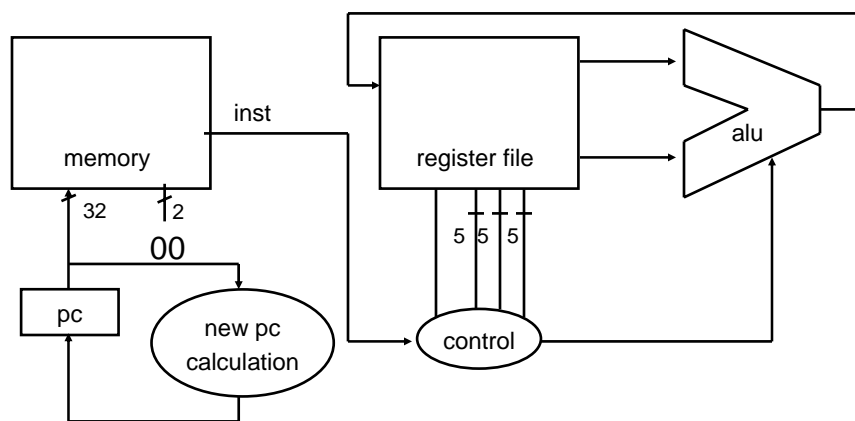 inst
memory
register file
alu
32
2
5 5 5
00
pc
new pc
calculation
control